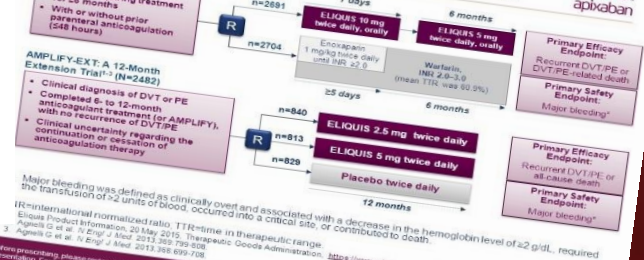 apixaban
With or without prior
parenteral anticoagulation
(≤48 hours)
R
n=2691
n=2704
days
6 months
ELIQUIS 10 mg
twice daily, orally
ELIQUIS 5 mg
twice daily, orally
Enoxaparin
1 mg/kg twice daily
until INR ≥2.0
Warfarin,
INR 2.0–3.0
(mean TTR was 60.9%)
≥5 days
6 months
Primary Efficacy
Endpoint:
Recurrent DVT/PE or
DVT/PE-related death
Primary Safety
Endpoint:
Major bleeding*
AMPLIFY-EXT: A 12-Month
Extension Trial (N=2482)
• Clinical diagnosis of DVT or PE
• Completed 6- to 12-month
anticoagulant treatment (or AMPLIFY),
with no recurrence of DVT/PE
• Clinical uncertainty regarding the
continuation or cessation of
anticoagulation therapy
R
n=840
n=813
n=829
ELIQUIS 2.5 mg twice daily
ELIQUIS 5 mg twice daily
Placebo twice daily
12 months
Primary Efficacy
Endpoint:
Recurrent DVT/PE or
all-cause death
Primary Safety
Endpoint:
Major bleeding*
Major bleeding was defined as clinically overt and associated with a decrease in the hemoglobin level of ≥2 g/dL, required
the transfusion of ≥2 units of blood, occurred into a critical site, or contributed to death.
INR=international normalized ratio, TTR=time in therapeutic range.
Eliquis Product Information, 20 May 2015. Therapeutic Goods Administration, https://
Agnelli G et al. N Engl J Med. 2013;369:799-808.
3 Agnelli G et al. N Engl J Med. 2013;368:699-708.
before prescribing, please